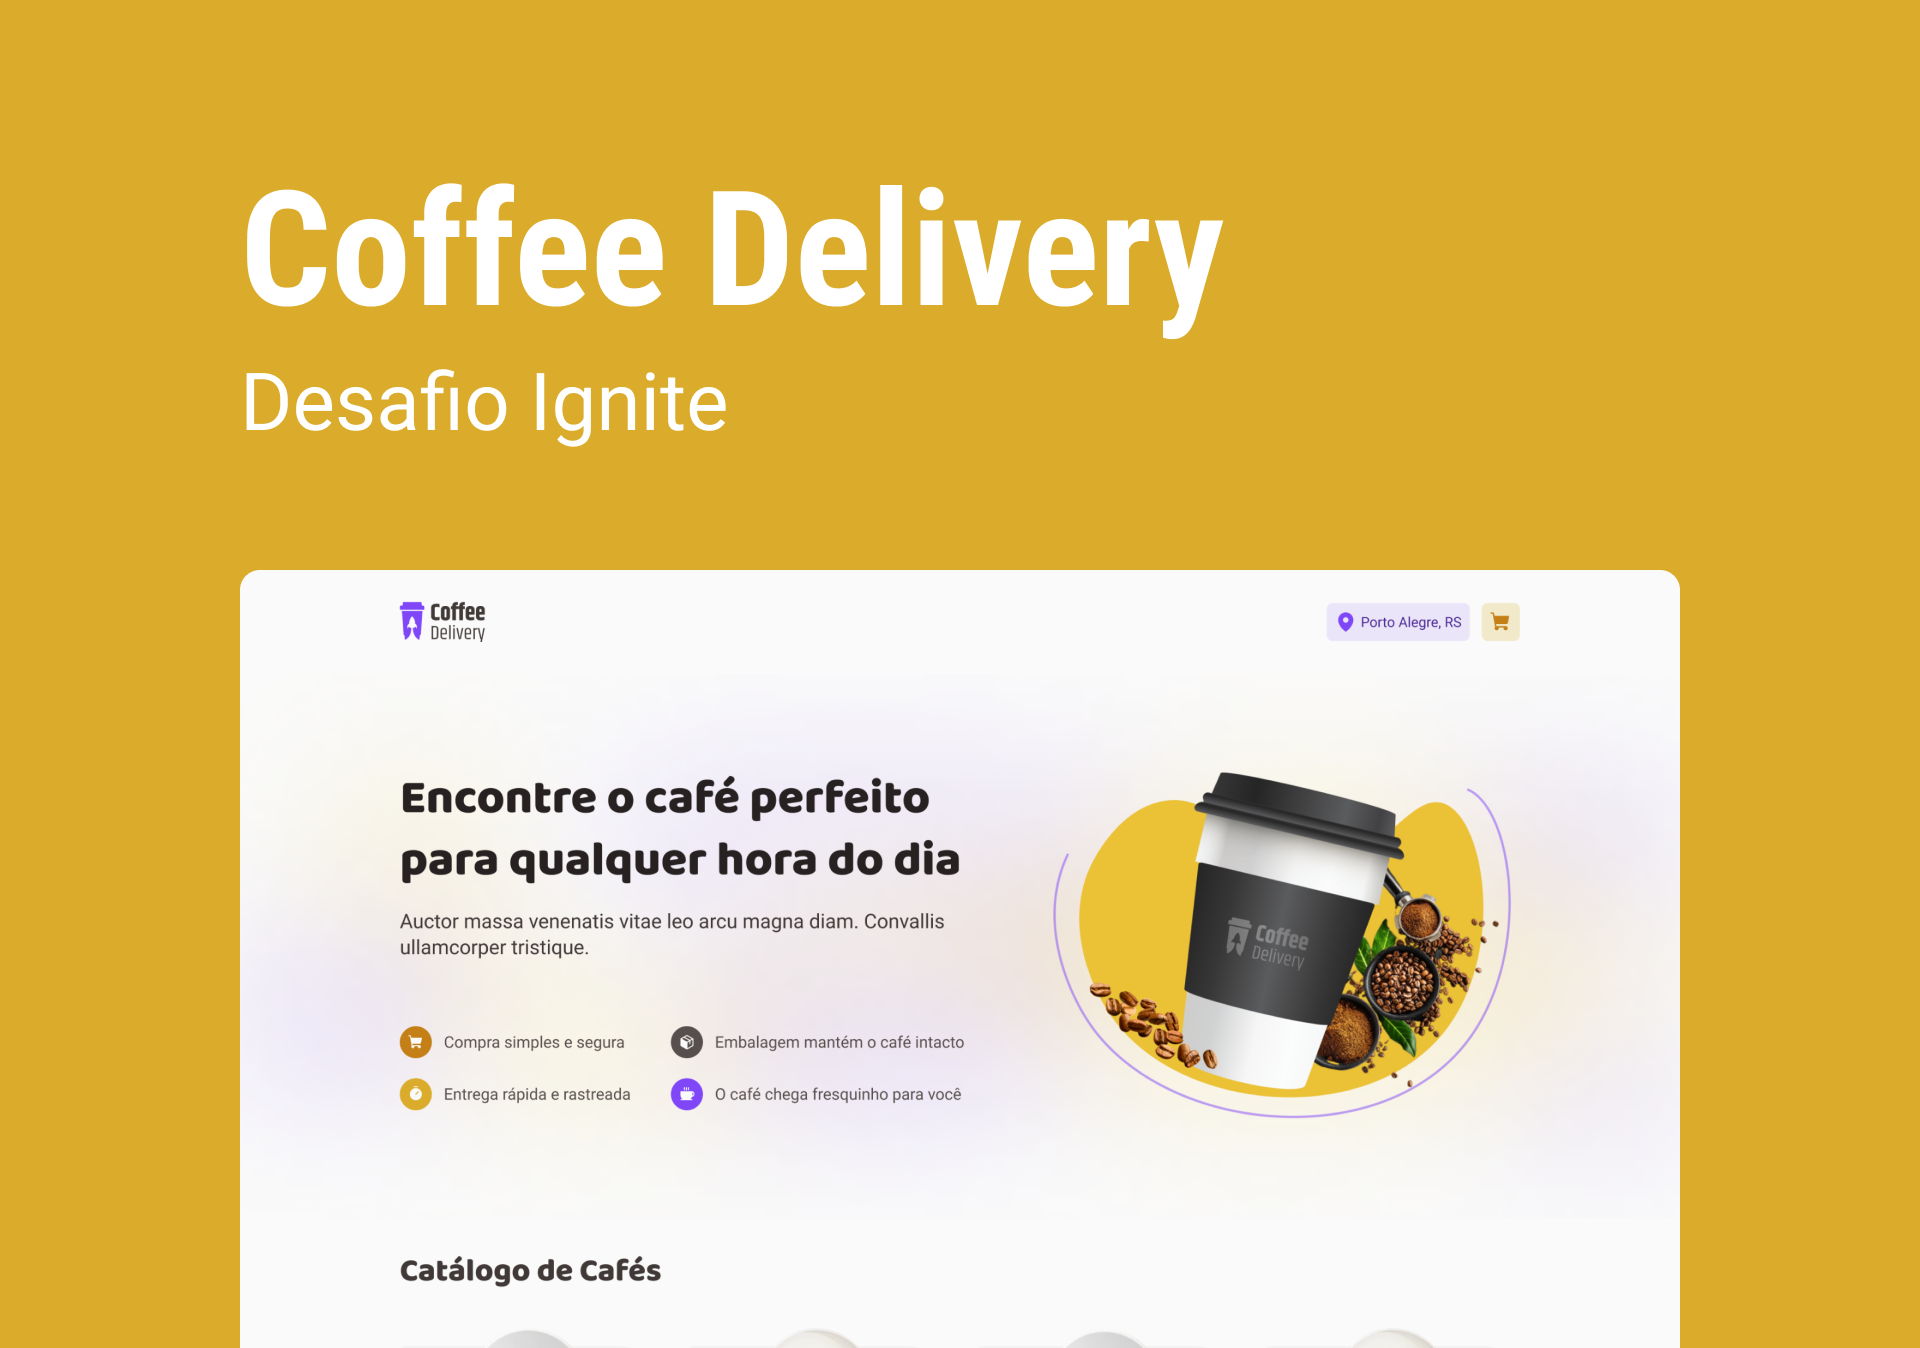 Coffee Delivery
Desafio Ignite
Coffee
Delivery
Porto Alegre, RS
Encontre o café perfeito
para qualquer hora do dia
Auctor massa venenatis vitae leo arcu magna diam. Convallis
ullamcorper tristique.
Coffee
Delivery
Compra simples e segura
Embalagem mantém o café intacto
Entrega rápida e rastreada
O café chega fresquinho para você
Catálogo de Cafés